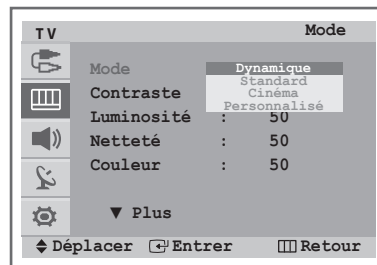 TV Mode
Mode Dynamique
Standard
Contraste Cinéma
Personnalisé
Luminosité : 50
Netteté : 50
Couleur : 50
▼ Plus
Déplacer Entrer Retour